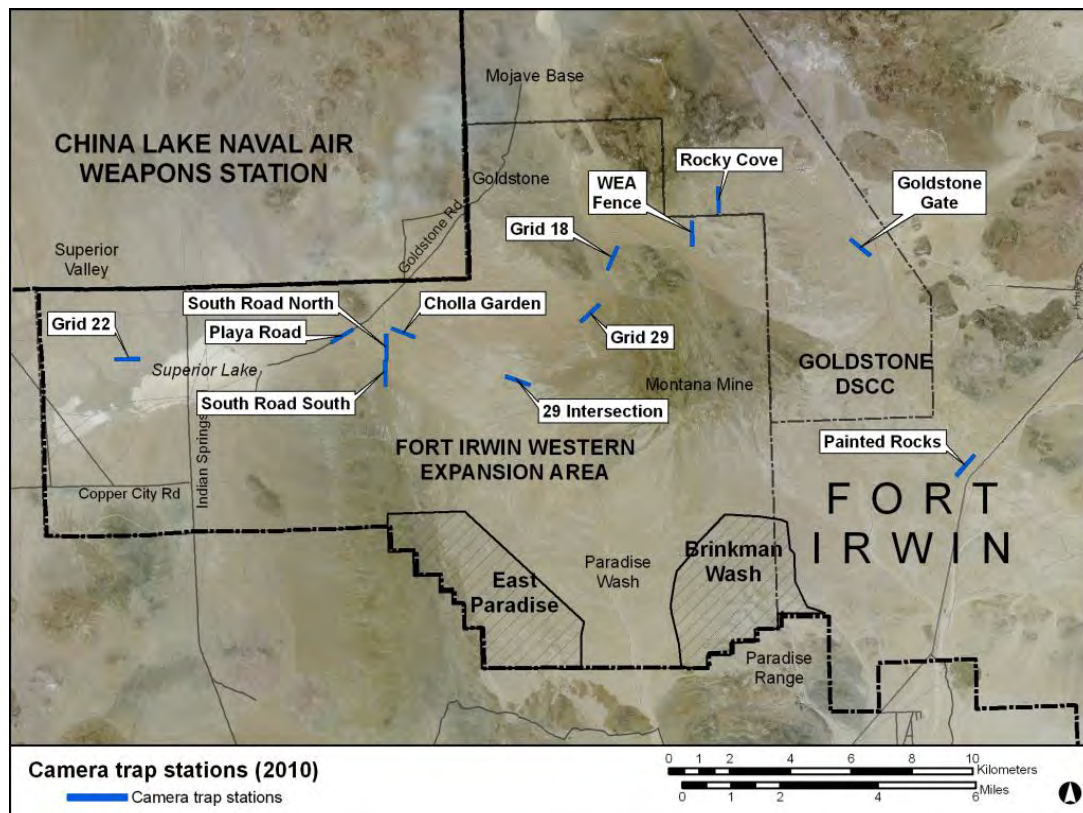 Mojave Base
CHINA LAKE NAVAL AIR
WEAPONS STATION
Rocky Cove
Goldstone
WEA
Fence
Goldstone
Gate
Goldstone Rd
Grid 18
Superior
Valley
South Road North
Cholla Garden
Grid 22
Playa Road
Grid 29
Superior Lake
GOLDSTONE
DSCC
Montana Mine
South Road South
29 Intersection
FORT IRWIN WESTERN
EXPANSION AREA
Painted Rocks
Indian Springs
Copper City Rd
FORT
IRWIN
East
Paradise
Paradise
Wash
Brinkman
Wash
Paradise
Range
Camera trap stations (2010)
Camera trap stations
0 1 2 4 6 8 10
Kilometers
0 1 2 4 6
Miles